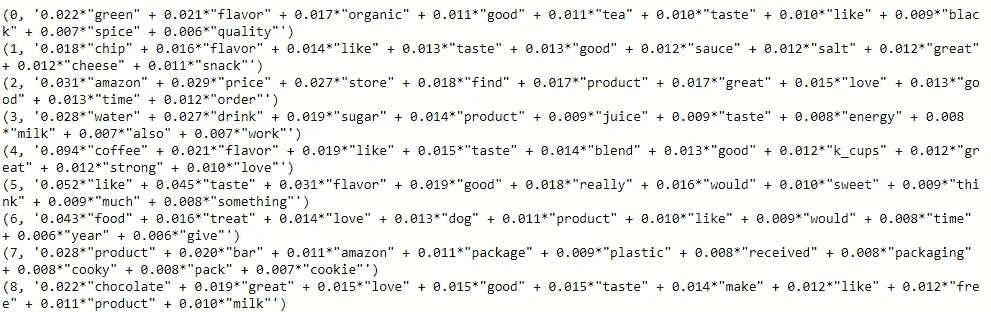 (0, '0.022*"green" + 0.021*"flavor" + 0.017*"organic" + 0.011*"good" + 0.011*"tea" + 0.010*"taste" + 0.010*"like" + 0.009*"blac
k" + 0.007*"spice" + 0.006*"quality"')
(1, '0.018*"chip" + 0.016*"flavor" + 0.014*"like" + 0.013*"taste" + 0.013*"good" + 0.012*"sauce" + 0.012*"salt" + 0.012*"great"
+ 0.012*"cheese" + 0.011*"snack"')
(2, '0.031*"amazon" + 0.029*"price" + 0.027*"store" + 0.018*"find" + 0.017*"product" + 0.017*"great" + 0.015*"love" + 0.013*"go
od" + 0.013*"time" + 0.012*"order"')
(3, '0.028*"water" + 0.027*"drink" + 0.019*"sugar" + 0.014*"product" + 0.009*"juice" + 0.009*"taste" + 0.008*"energy" + 0.008
*"milk" + 0.007*"also" + 0.007*"work"')
(4, '0.094*"coffee" + 0.021*"flavor" + 0.019*"like" + 0.015*"taste" + 0.014*"blend" + 0.013*"good" + 0.012*"k_cups" + 0.012*"gr
eat" + 0.012*"strong" + 0.010*"love"')
(5, '0.052*"like" + 0.045*"taste" + 0.031*"flavor" + 0.019*"good" + 0.018*"really" + 0.016*"would" + 0.010*"sweet" + 0.009*"thi
nk" + 0.009*"much" + 0.008*"something"')
(6, '0.043*"food" + 0.016*"treat" + 0.014*"love" + 0.013*"dog" + 0.011*"product" + 0.010*"like" + 0.009*"would" + 0.008*"time"
+ 0.006*"year" + 0.006*"give"')
(7, '0.028*"product" + 0.020*"bar" + 0.011*"amazon" + 0.011*"package" + 0.009*"plastic" + 0.008*"received" + 0.008*"packaging"
+ 0.008*"cooky" + 0.008*"pack" + 0.007*"cookie"')
(8, '0.022*"chocolate" + 0.019*"great" + 0.015*"love" + 0.015*"good" + 0.015*"taste" + 0.014*"make" + 0.012*"like" + 0.012*"fre
e" + 0.011*"product" + 0.010*"milk"')